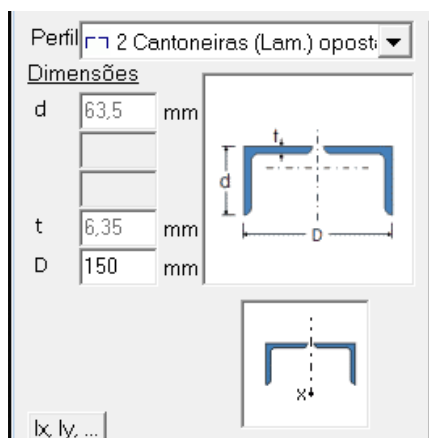 Perfil 2 Cantoneiras (Lam.) opost
Dimensões
d 63,5 mm
t 6,35 mm
D 150 mm
t
d
D
x
Ix, Iy, ...